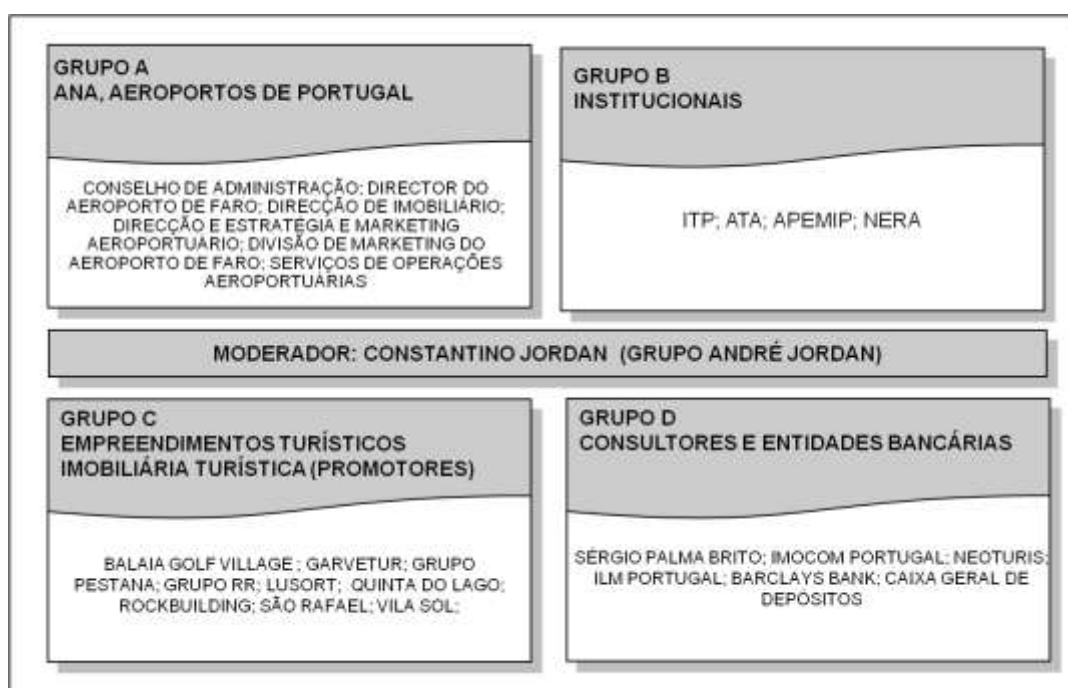 GRUPO A
ANA, AEROPORTOS DE PORTUGAL
CONSELHO DE ADMINISTRAÇÃO; DIRECTOR DO
AEROPORTO DE FARO; DIRECÇÃO DE IMOBILIÁRIO;
DIRECÇÃO E ESTRATÉGIA E MARKETING
AEROPORTUÁRIO; DIVISÃO DE MARKETING DO
AEROPORTO DE FARO; SERVIÇOS DE OPERAÇÕES
AEROPORTUÁRIAS
GRUPO B
INSTITUCIONAIS
ITP; ATA; APEMIP; NERA
MODERADOR: CONSTANTINO JORDAN (GRUPO ANDRÉ JORDAN)
GRUPO C
EMPREENDIMENTOS TURÍSTICOS
IMOBILIÁRIA TURÍSTICA (PROMOTORES)
BALAIA GOLF VILLAGE ; GARVETUR; GRUPO
PESTANA; GRUPO RR; LUSORT; QUINTA DO LAGO;
ROCKBUILDING; SÃO RAFAEL; VILA SOL;
GRUPO D
CONSULTORES E ENTIDADES BANCÁRIAS
SÉRGIO PALMA BRITO; IMOCOM PORTUGAL; NEOTURIS;
ILM PORTUGAL; BARCLAYS BANK; CAIXA GERAL DE
DEPÓSITOS